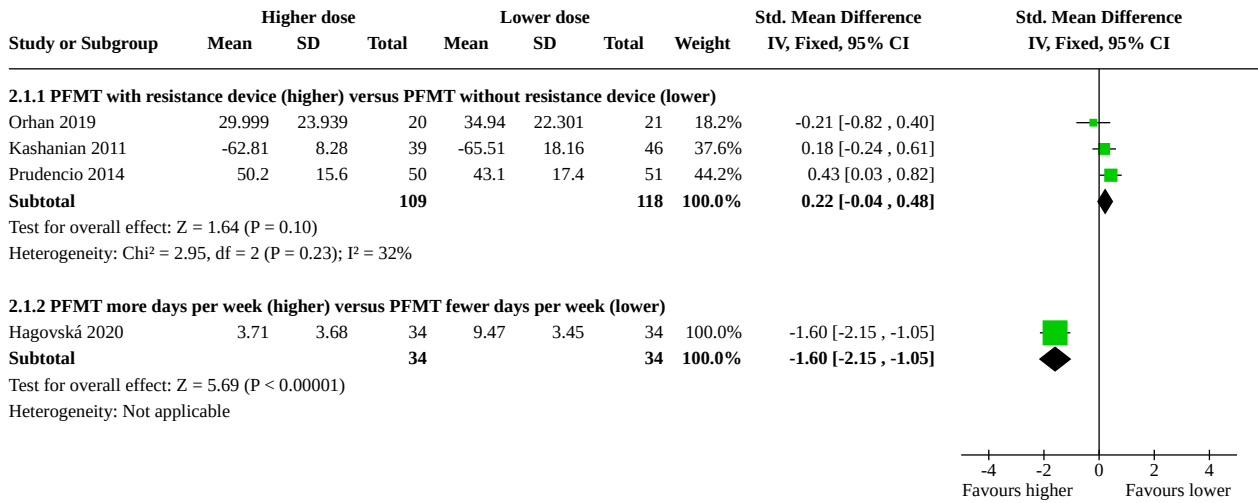 Higher dose Lower dose Std. Mean Difference Std. Mean Difference
Study or Subgroup Mean SD Total Mean SD Total Weight IV, Fixed, 95% CI IV, Fixed, 95% CI
2.1.1 PFMT with resistance device (higher) versus PFMT without resistance device (lower)
Orhan 2019 29.999 23.939 20 34.94 22.301 21 18.2% -0.21 [-0.82 , 0.40]
Kashanian 2011 -62.81 8.28 39 -65.51 18.16 46 37.6% 0.18 [-0.24 , 0.61]
Prudencio 2014 50.2 15.6 50 43.1 17.4 51 44.2% 0.43 [0.03 , 0.82]
Subtotal 109 118 100.0% 0.22 [-0.04 , 0.48]
Test for overall effect: Z = 1.64 (P = 0.10)
Heterogeneity: Chi² = 2.95, df = 2 (P = 0.23); I² = 32%
2.1.2 PFMT more days per week (higher) versus PFMT fewer days per week (lower)
Hagovská 2020 3.71 3.68 34 9.47 3.45 34 100.0% -1.60 [-2.15 , -1.05]
Subtotal 34 34 100.0% -1.60 [-2.15 , -1.05]
Test for overall effect: Z = 5.69 (P < 0.00001)
Heterogeneity: Not applicable
-4 -2 0 2 4
Favours higher Favours lower